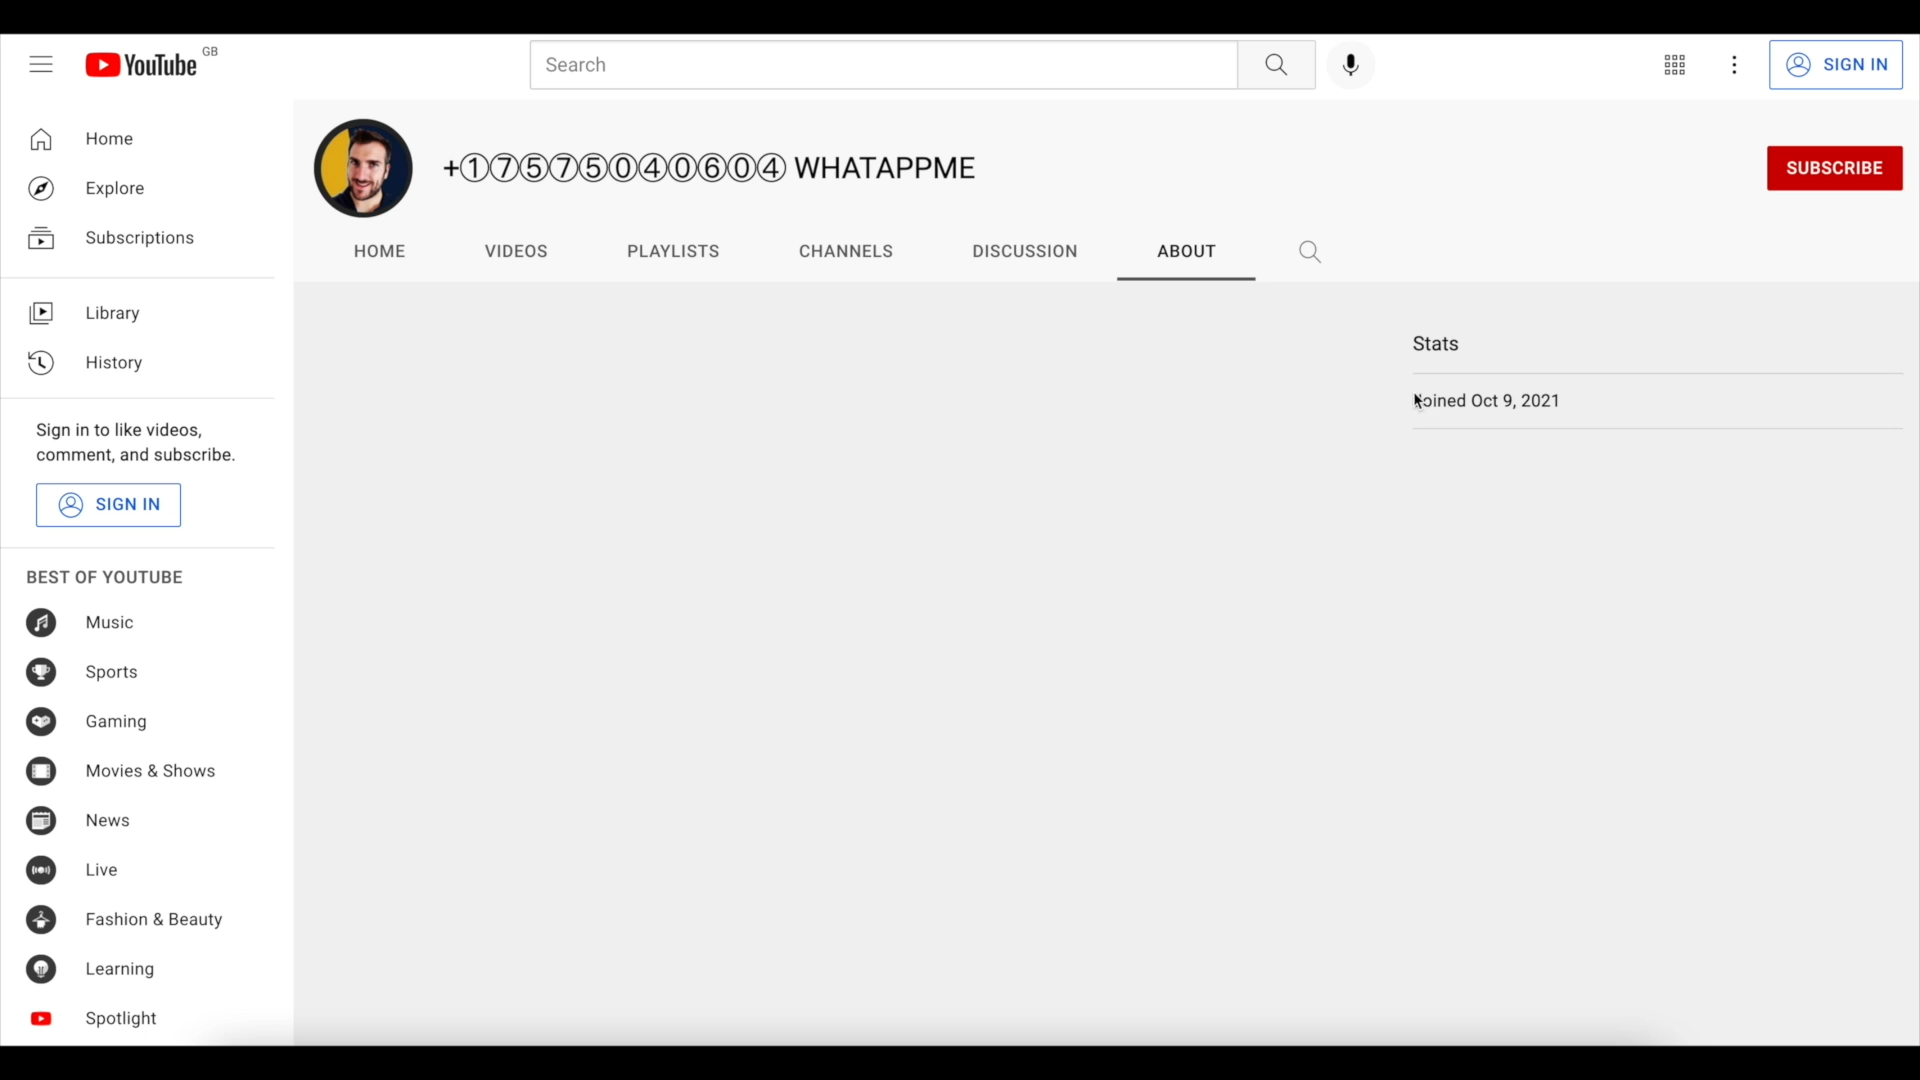 YouTube GB
Search
SIGN IN
Home
Explore
Subscriptions
Library
History
Sign in to like videos,
comment, and subscribe.
SIGN IN
BEST OF YOUTUBE
Music
Sports
Gaming
Movies & Shows
News
Live
Fashion & Beauty
Learning
Spotlight
+①⑦⑤⑦⑤⓪④⓪⑥⓪④ WHATAPPME
SUBSCRIBE
HOME VIDEOS PLAYLISTS CHANNELS DISCUSSION ABOUT
Stats
Joined Oct 9, 2021